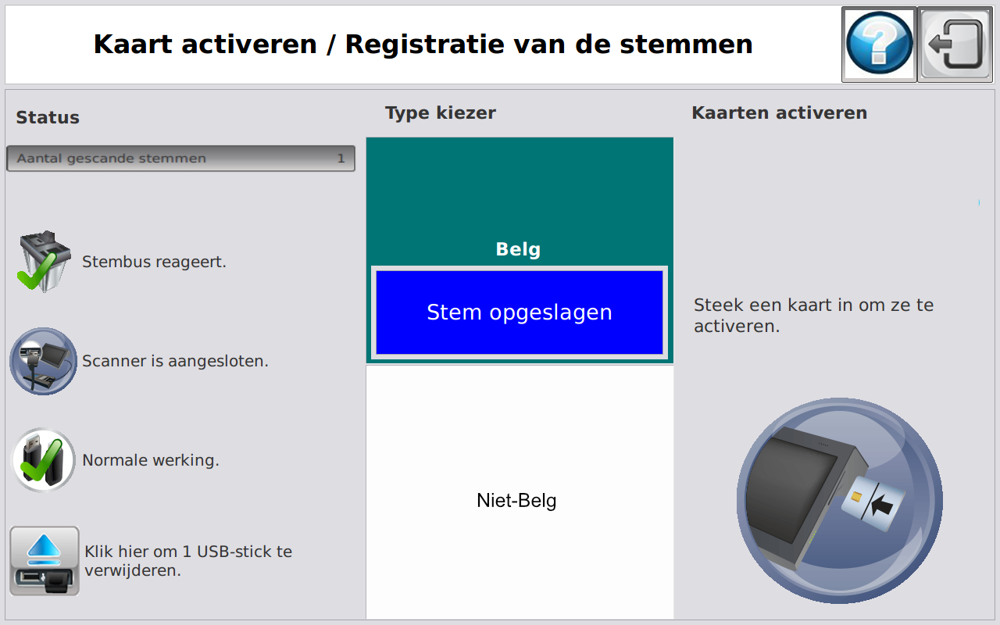 Kaart activeren / Registratie van de stemmen
Status
Aantal gescande stemmen 1
Stembus reageert.
Scanner is aangesloten.
Normale werking.
Klik hier om 1 USB-stick te
verwijderen.
Type kiezer
Belg
Stem opgeslagen
Niet-Belg
Kaarten activeren
Steek een kaart in om ze te
activeren.